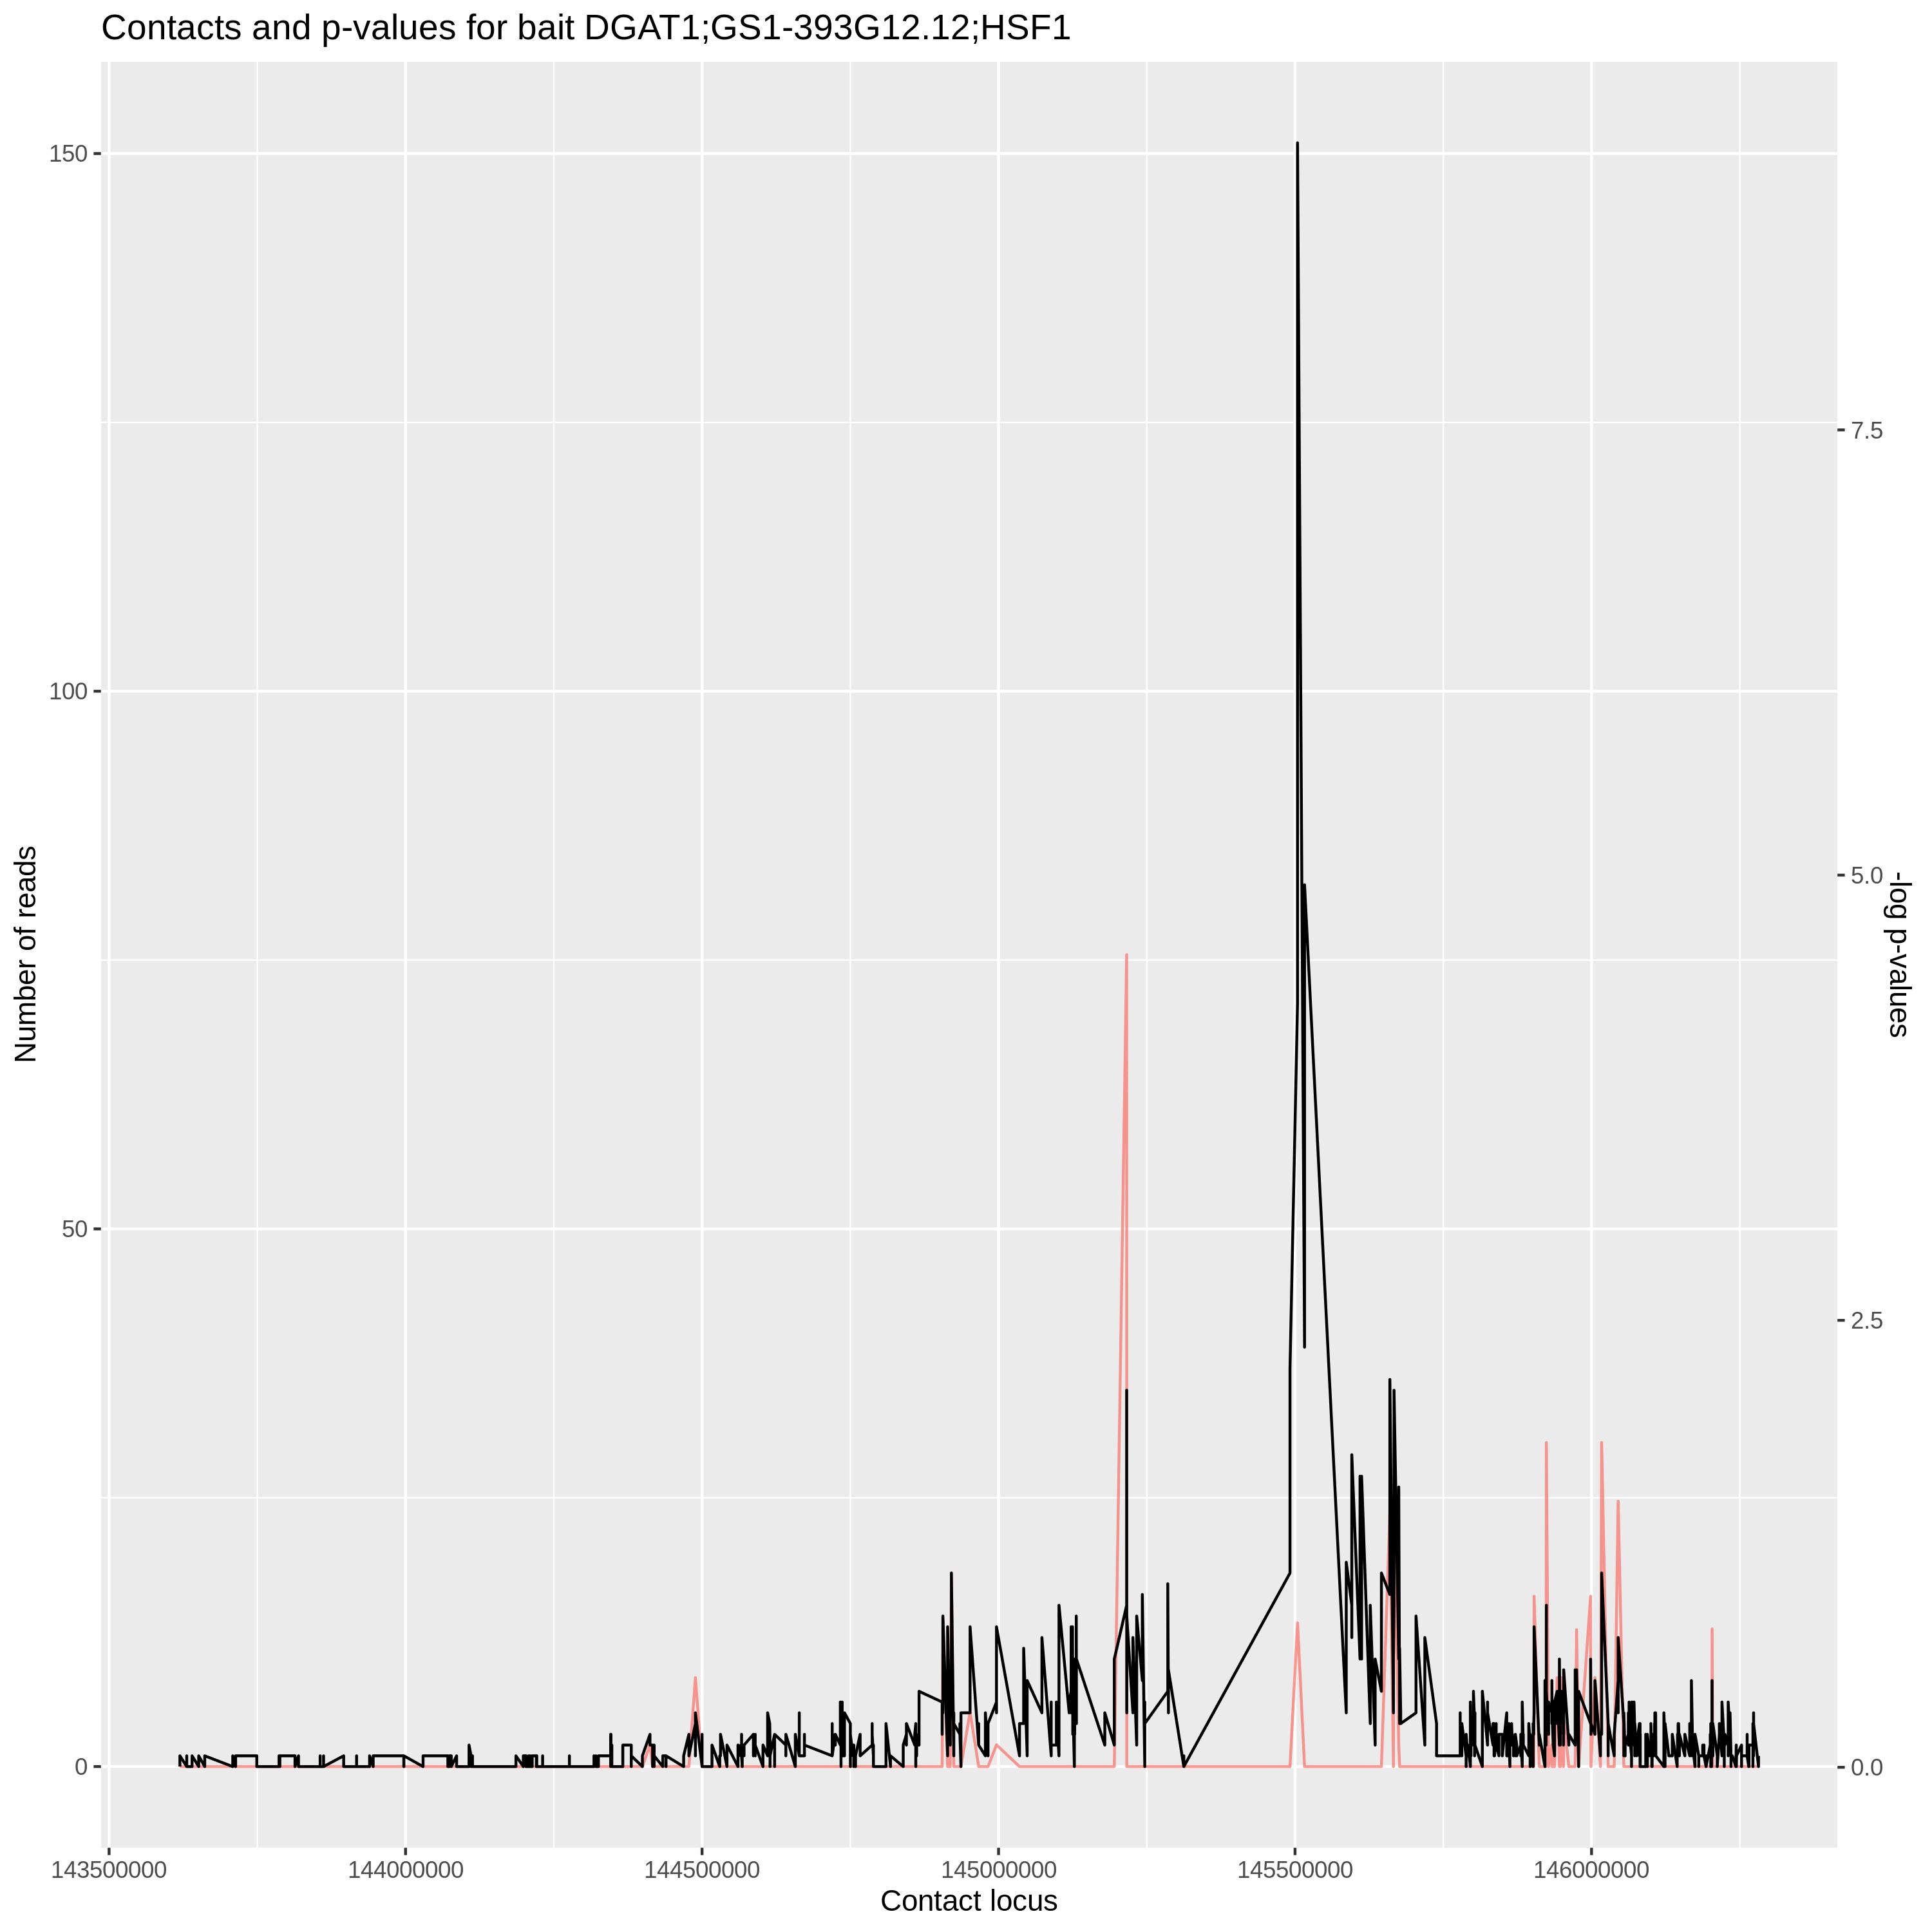 Contacts and p-values for bait DGAT1;GS1-393G12.12;HSF1
150
100
50
0
Number of reads
7.5
5.0
2.5
0.0
-log p-values
143500000 144000000 144500000 145000000 145500000 146000000
Contact locus